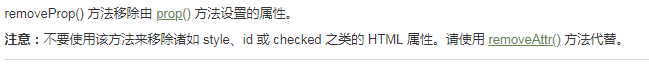 removeProp() 方法移除由 prop() 方法设置的属性。
注意：不要使用该方法来移除诸如 style、id 或 checked 之类的 HTML 属性。请使用 removeAttr() 方法代替。